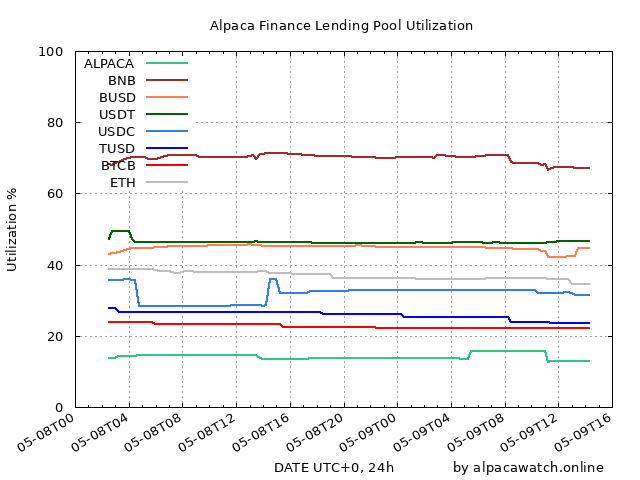 Alpaca Finance Lending Pool Utilization
100
80
60
40
20
0
Utilization %
ALPACA
BNB
BUSD
USDT
USDC
TUSD
BTCB
ETH
05-08T00
05-08T04
05-08T08
05-08T12
05-08T16
05-08T20
05-09T00
05-09T04
05-09T08
05-09T12
05-09T16
DATE UTC+0, 24h
by alpacawatch.online